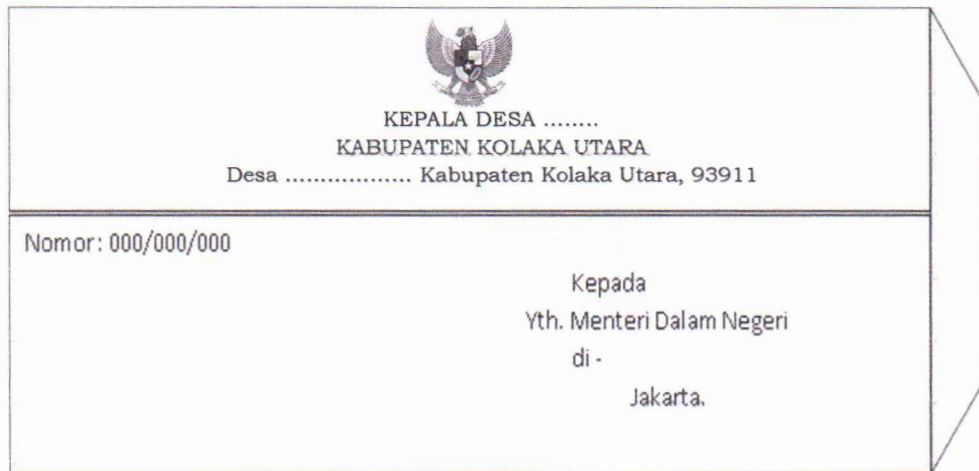 KEPALA DESA ........
KABUPATEN KOLAKA UTARA
Desa .................. Kabupaten Kolaka Utara, 93911
Nomor: 000/000/000
Kepada
Yth. Menteri Dalam Negeri
di -
Jakarta.